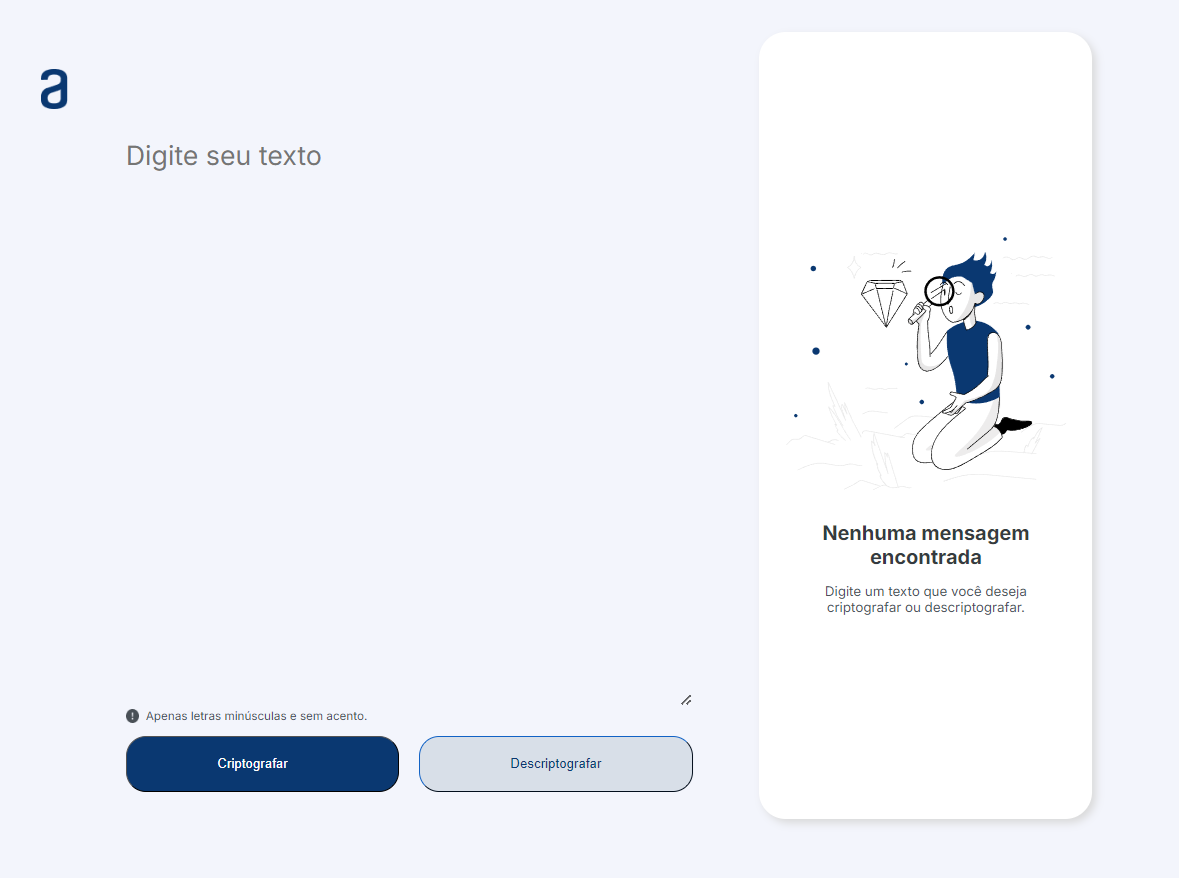 a
Digite seu texto
Nenhuma mensagem
encontrada
Digite um texto que você deseja
criptografar ou descriptografar.
Apenas letras minúsculas e sem acento.
Criptografar
Descriptografar